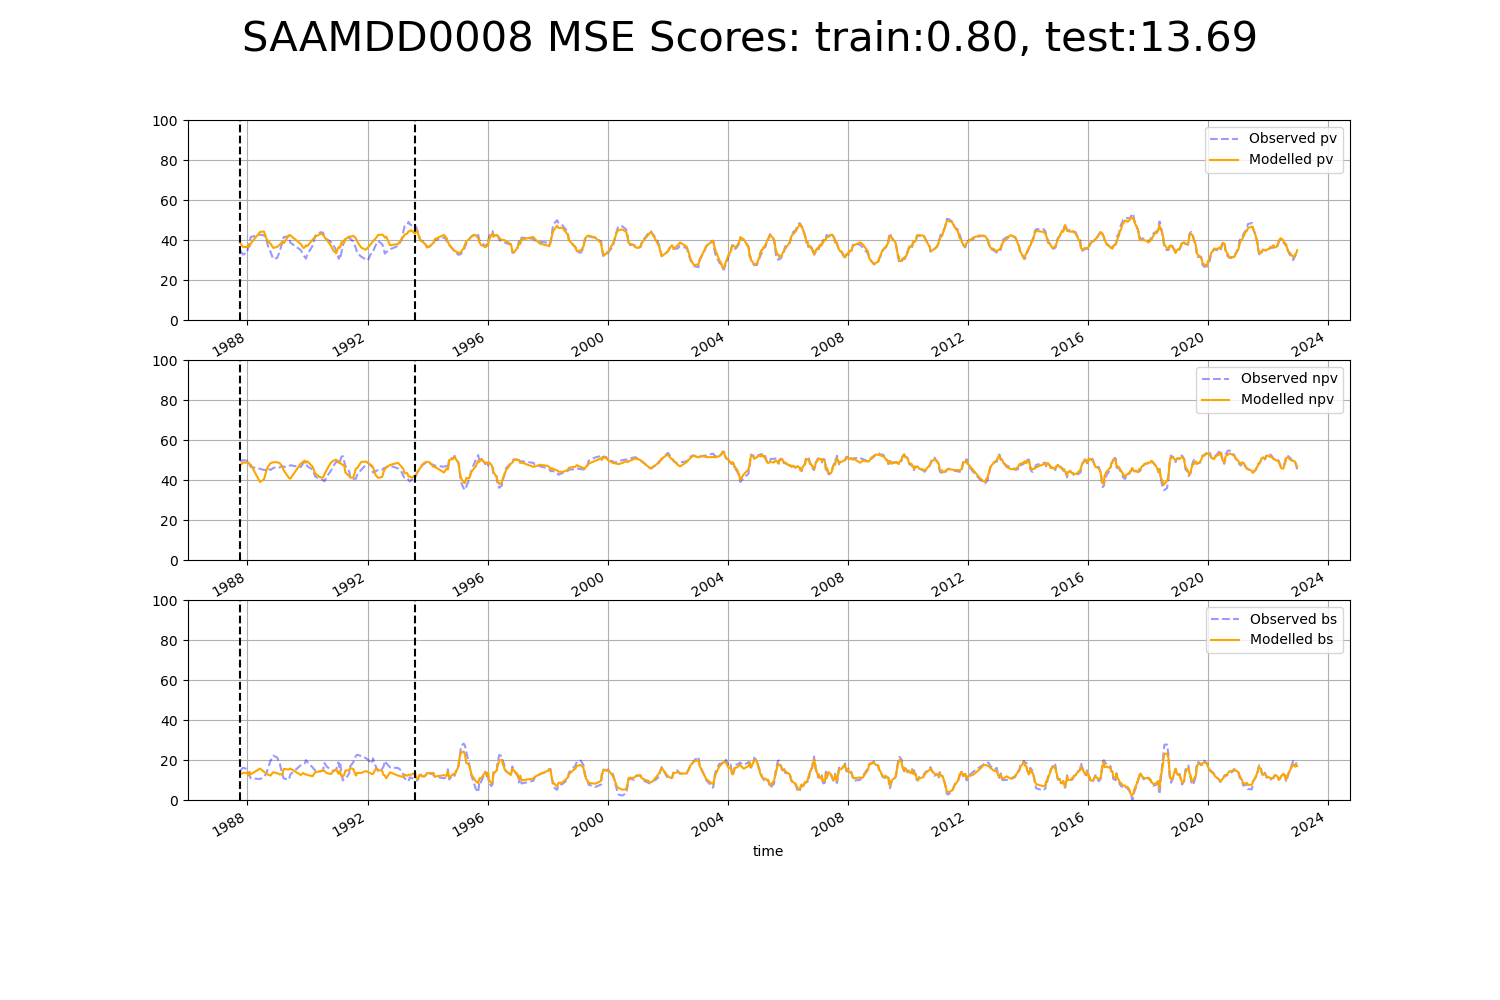 SAAMDD0008 MSE Scores: train:0.80, test:13.69
100
80
60
40
20
0
Observed pv
Modelled pv
1988 1992 1996 2000 2004 2008 2012 2016 2020 2024
100
80
60
40
20
0
Observed npv
Modelled npv
1988 1992 1996 2000 2004 2008 2012 2016 2020 2024
100
80
60
40
20
0
Observed bs
Modelled bs
1988 1992 1996 2000 2004 2008 2012 2016 2020 2024
time